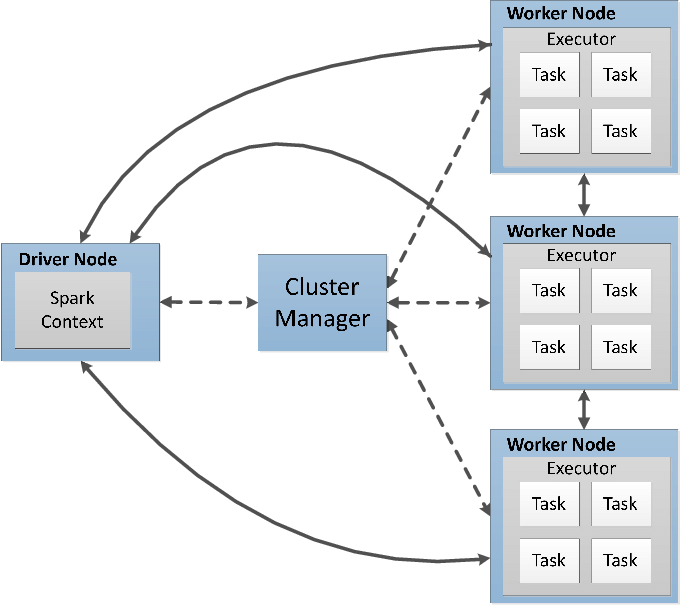 Driver Node
Spark
Context
Cluster
Manager
Worker Node
Executor
Task Task
Task Task
Worker Node
Executor
Task Task
Task Task
Worker Node
Executor
Task Task
Task Task